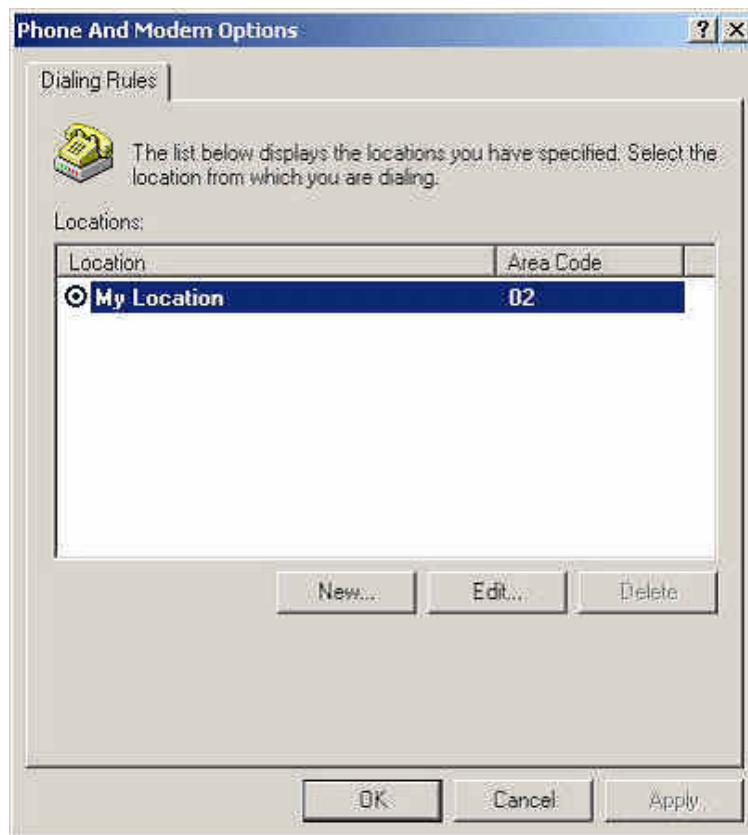 Phone And Modem Options
Dialing Rules
The list below displays the locations you have specified. Select the
location from which you are dialing.
Locations:
Location Area Code
My Location 02
New... Edit... Delete
OK Cancel Apply